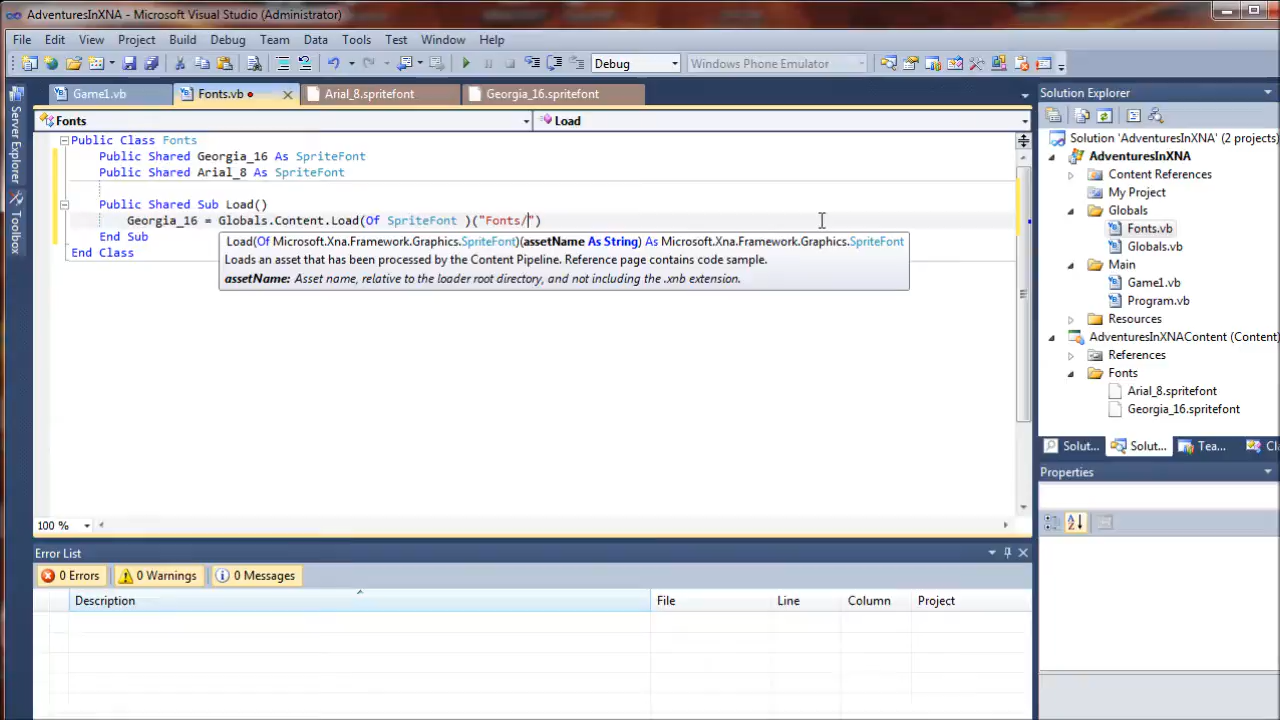 AdventuresInXNA - Microsoft Visual Studio (Administrator)
File Edit View Project Build Debug Team Data Tools Test Window Help
Debug Windows Phone Emulator
Game1.vb Fonts.vb Arial_8.spritefont Georgia_16.spritefont
Fonts Load
Server Explorer
Toolbox
Public Class Fonts
Public Shared Georgia_16 As SpriteFont
Public Shared Arial_8 As SpriteFont
Public Shared Sub Load()
Georgia_16 = Globals.Content.Load(Of SpriteFont )("Fonts/")
End Sub
End Class
Load(Of Microsoft.Xna.Framework.Graphics.SpriteFont)(assetName As String) As Microsoft.Xna.Framework.Graphics.SpriteFont
Loads an asset that has been processed by the Content Pipeline. Reference page contains code sample.
assetName: Asset name, relative to the loader root directory, and not including the .xnb extension.
100 %
Error List
0 Errors 0 Warnings 0 Messages
Description File Line Column Project
Solution Explorer
Solution 'AdventuresInXNA' (2 projects)
AdventuresInXNA
Content References
My Project
Globals
Fonts.vb
Globals.vb
Main
Game1.vb
Program.vb
Resources
AdventuresInXNAContent (Content)
References
Fonts
Arial_8.spritefont
Georgia_16.spritefont
Solut... Solut... Tea... Cl
Properties